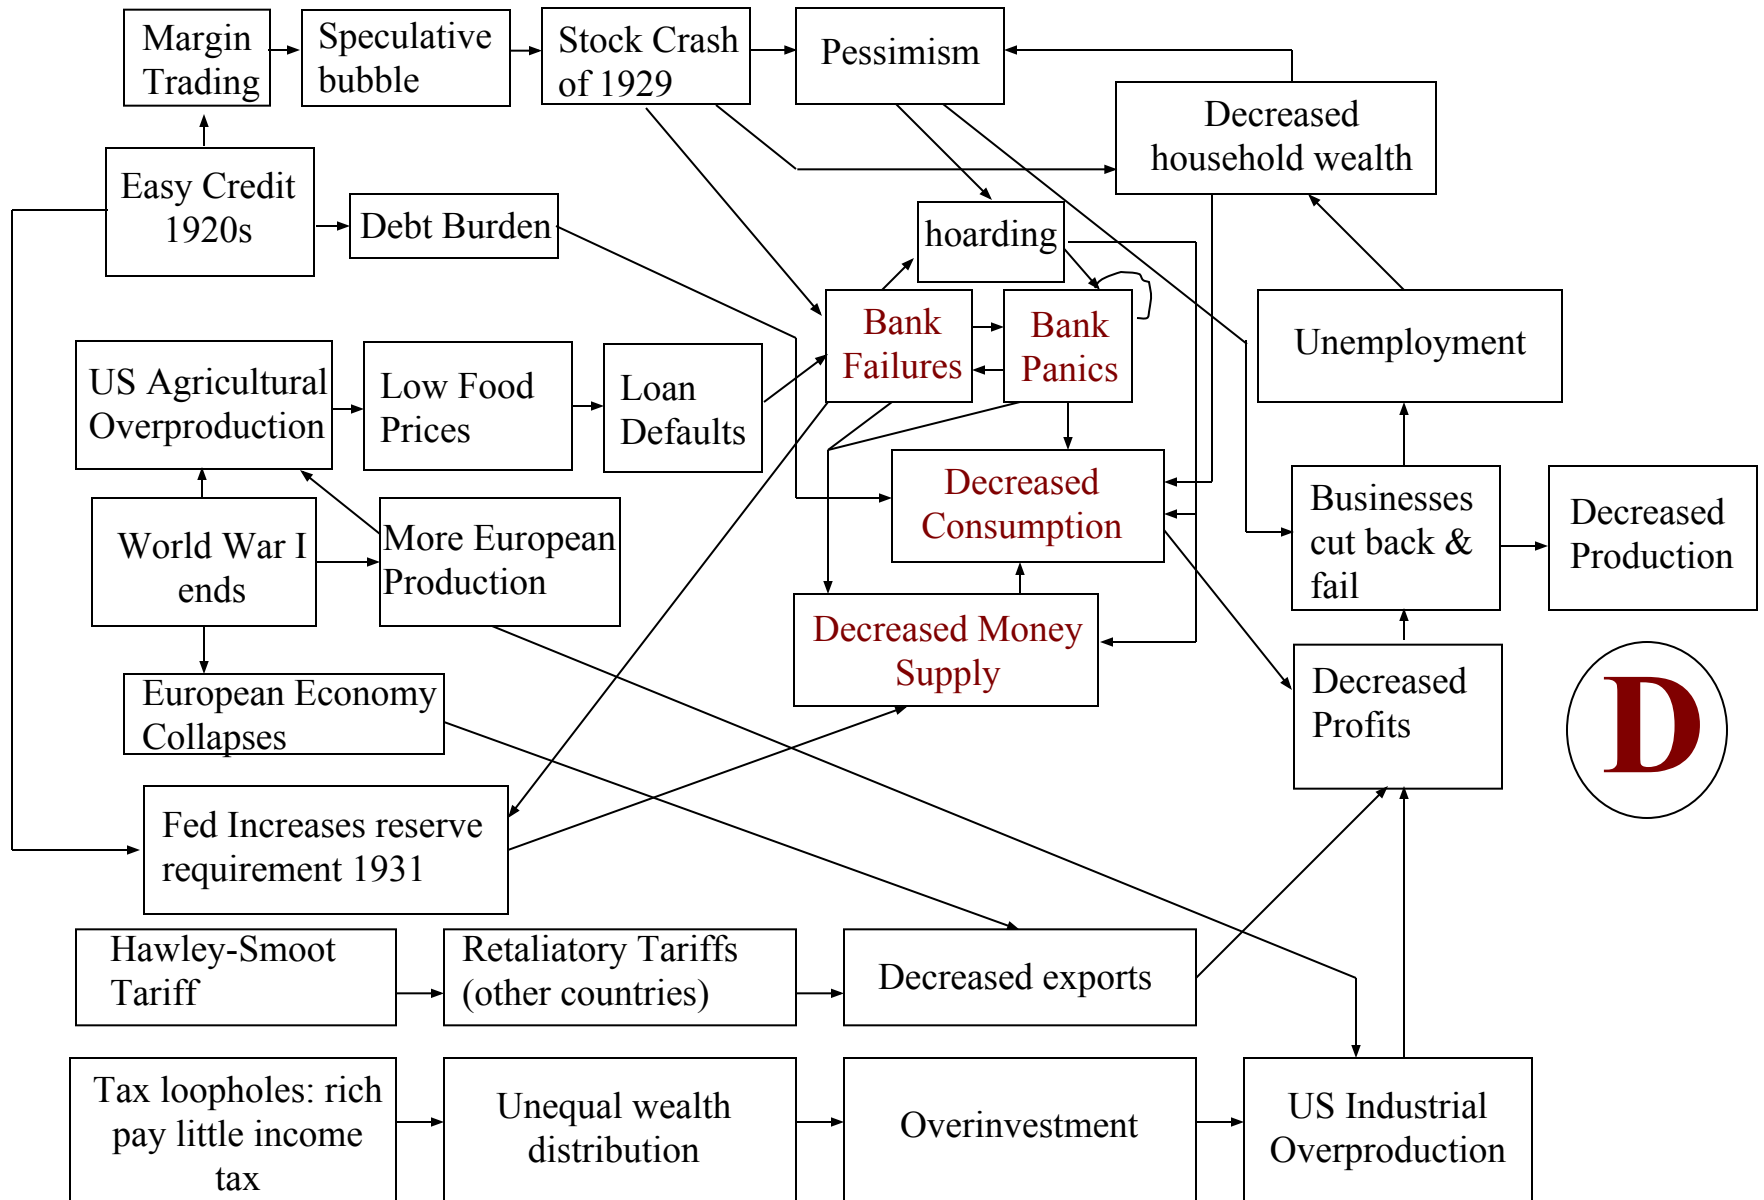 Margin
Trading
Speculative
bubble
Stock Crash
of 1929
Pessimism
Decreased
household wealth
Easy Credit
1920s
Debt Burden
hoarding
Bank
Failures
Bank
Panics
Unemployment
US Agricultural
Overproduction
Low Food
Prices
Loan
Defaults
Decreased
Consumption
Businesses
cut back &
fail
Decreased
Production
World War I
ends
More European
Production
Decreased Money
Supply
European Economy
Collapses
Decreased
Profits
D
Fed Increases reserve
requirement 1931
Hawley-Smoot
Tariff
Retaliatory Tariffs
(other countries)
Decreased exports
Tax loopholes: rich
pay little income
tax
Unequal wealth
distribution
Overinvestment
US Industrial
Overproduction